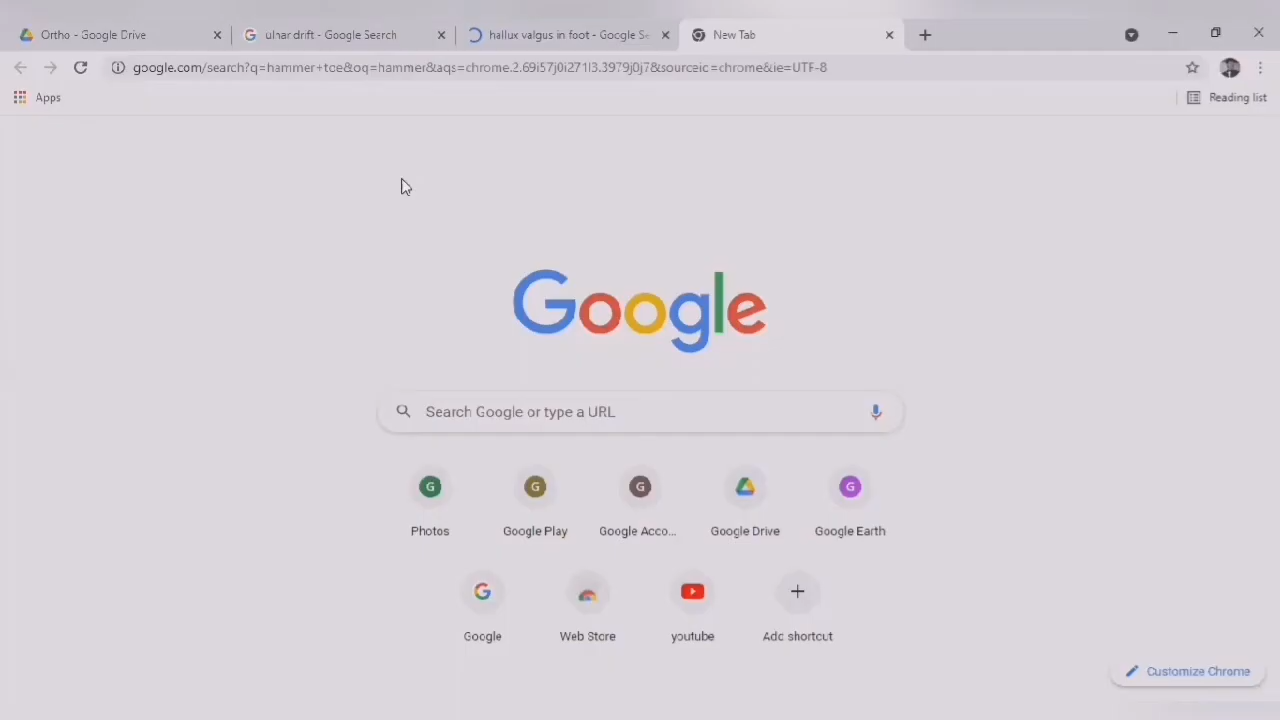 Ortho - Google Drive
ulnar drift - Google Search
hallux valgus in foot - Google Se
New Tab
google.com/search?q=hammer+toe&oq=hammer&aqs=chrome.2.69i57j0i271l3.3979j0j7&sourceid=chrome&ie=UTF-8
Apps
Reading list
Google
Search Google or type a URL
G G G G
Photos Google Play Google Acco... Google Drive Google Earth
Google Web Store youtube Add shortcut
Customize Chrome